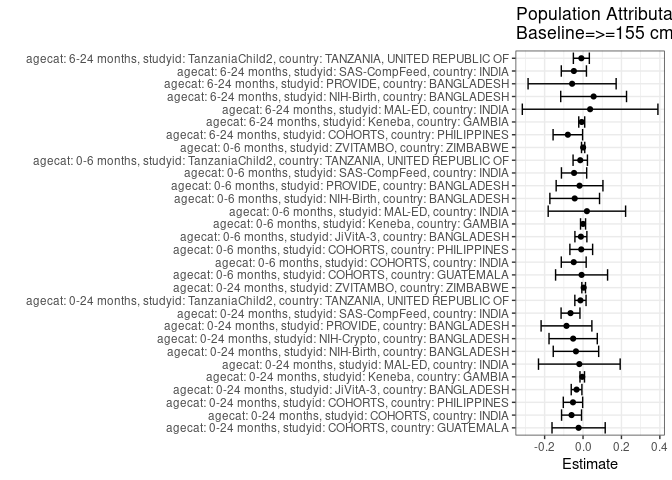 Population Attributa
Baseline=>=155 cm
agecat: 6-24 months, studyid: TanzaniaChild2, country: TANZANIA, UNITED REPUBLIC OF
agecat: 6-24 months, studyid: SAS-CompFeed, country: INDIA
agecat: 6-24 months, studyid: PROVIDE, country: BANGLADESH
agecat: 6-24 months, studyid: NIH-Birth, country: BANGLADESH
agecat: 6-24 months, studyid: MAL-ED, country: INDIA
agecat: 6-24 months, studyid: Keneba, country: GAMBIA
agecat: 6-24 months, studyid: COHORTS, country: PHILIPPINES
agecat: 0-6 months, studyid: ZVITAMBO, country: ZIMBABWE
agecat: 0-6 months, studyid: TanzaniaChild2, country: TANZANIA, UNITED REPUBLIC OF
agecat: 0-6 months, studyid: SAS-CompFeed, country: INDIA
agecat: 0-6 months, studyid: PROVIDE, country: BANGLADESH
agecat: 0-6 months, studyid: NIH-Birth, country: BANGLADESH
agecat: 0-6 months, studyid: MAL-ED, country: INDIA
agecat: 0-6 months, studyid: Keneba, country: GAMBIA
agecat: 0-6 months, studyid: JiVitA-3, country: BANGLADESH
agecat: 0-6 months, studyid: COHORTS, country: PHILIPPINES
agecat: 0-6 months, studyid: COHORTS, country: INDIA
agecat: 0-6 months, studyid: COHORTS, country: GUATEMALA
agecat: 0-24 months, studyid: ZVITAMBO, country: ZIMBABWE
agecat: 0-24 months, studyid: TanzaniaChild2, country: TANZANIA, UNITED REPUBLIC OF
agecat: 0-24 months, studyid: SAS-CompFeed, country: INDIA
agecat: 0-24 months, studyid: PROVIDE, country: BANGLADESH
agecat: 0-24 months, studyid: NIH-Crypto, country: BANGLADESH
agecat: 0-24 months, studyid: NIH-Birth, country: BANGLADESH
agecat: 0-24 months, studyid: MAL-ED, country: INDIA
agecat: 0-24 months, studyid: Keneba, country: GAMBIA
agecat: 0-24 months, studyid: JiVitA-3, country: BANGLADESH
agecat: 0-24 months, studyid: COHORTS, country: PHILIPPINES
agecat: 0-24 months, studyid: COHORTS, country: INDIA
agecat: 0-24 months, studyid: COHORTS, country: GUATEMALA
-0.2 0.0 0.2 0.4
Estimate